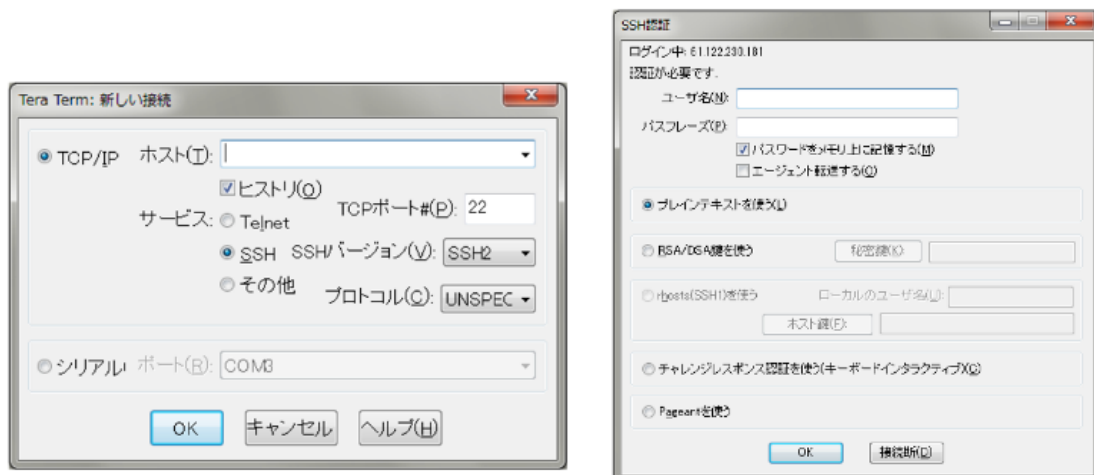 Tera Term: 新しい接続
TCP/IP ホスト(T):
ヒストリ(O)
サービス: Telnet TCPポート#(P): 22
SSH SSHバージョン(V): SSH2
その他 プロトコル(C): UNSPEC
シリアル ポート(R): COM3
OK キャンセル ヘルプ(H)
SSH認証
ログイン中: 61.122.230.181
認証が必要です.
ユーザ名(N):
パスフレーズ(P):
パスワードをメモリ上に記憶する(M)
エージェント転送する(O)
プレインテキストを使う(L)
RSA/DSA鍵を使う 秘密鍵(K):
rhosts(SSH1)を使う ローカルのユーザ名(U):
ホスト鍵(F):
チャレンジレスポンス認証を使う(キーボードインタラクティブ)(C)
Pageantを使う
OK 接続断(D)